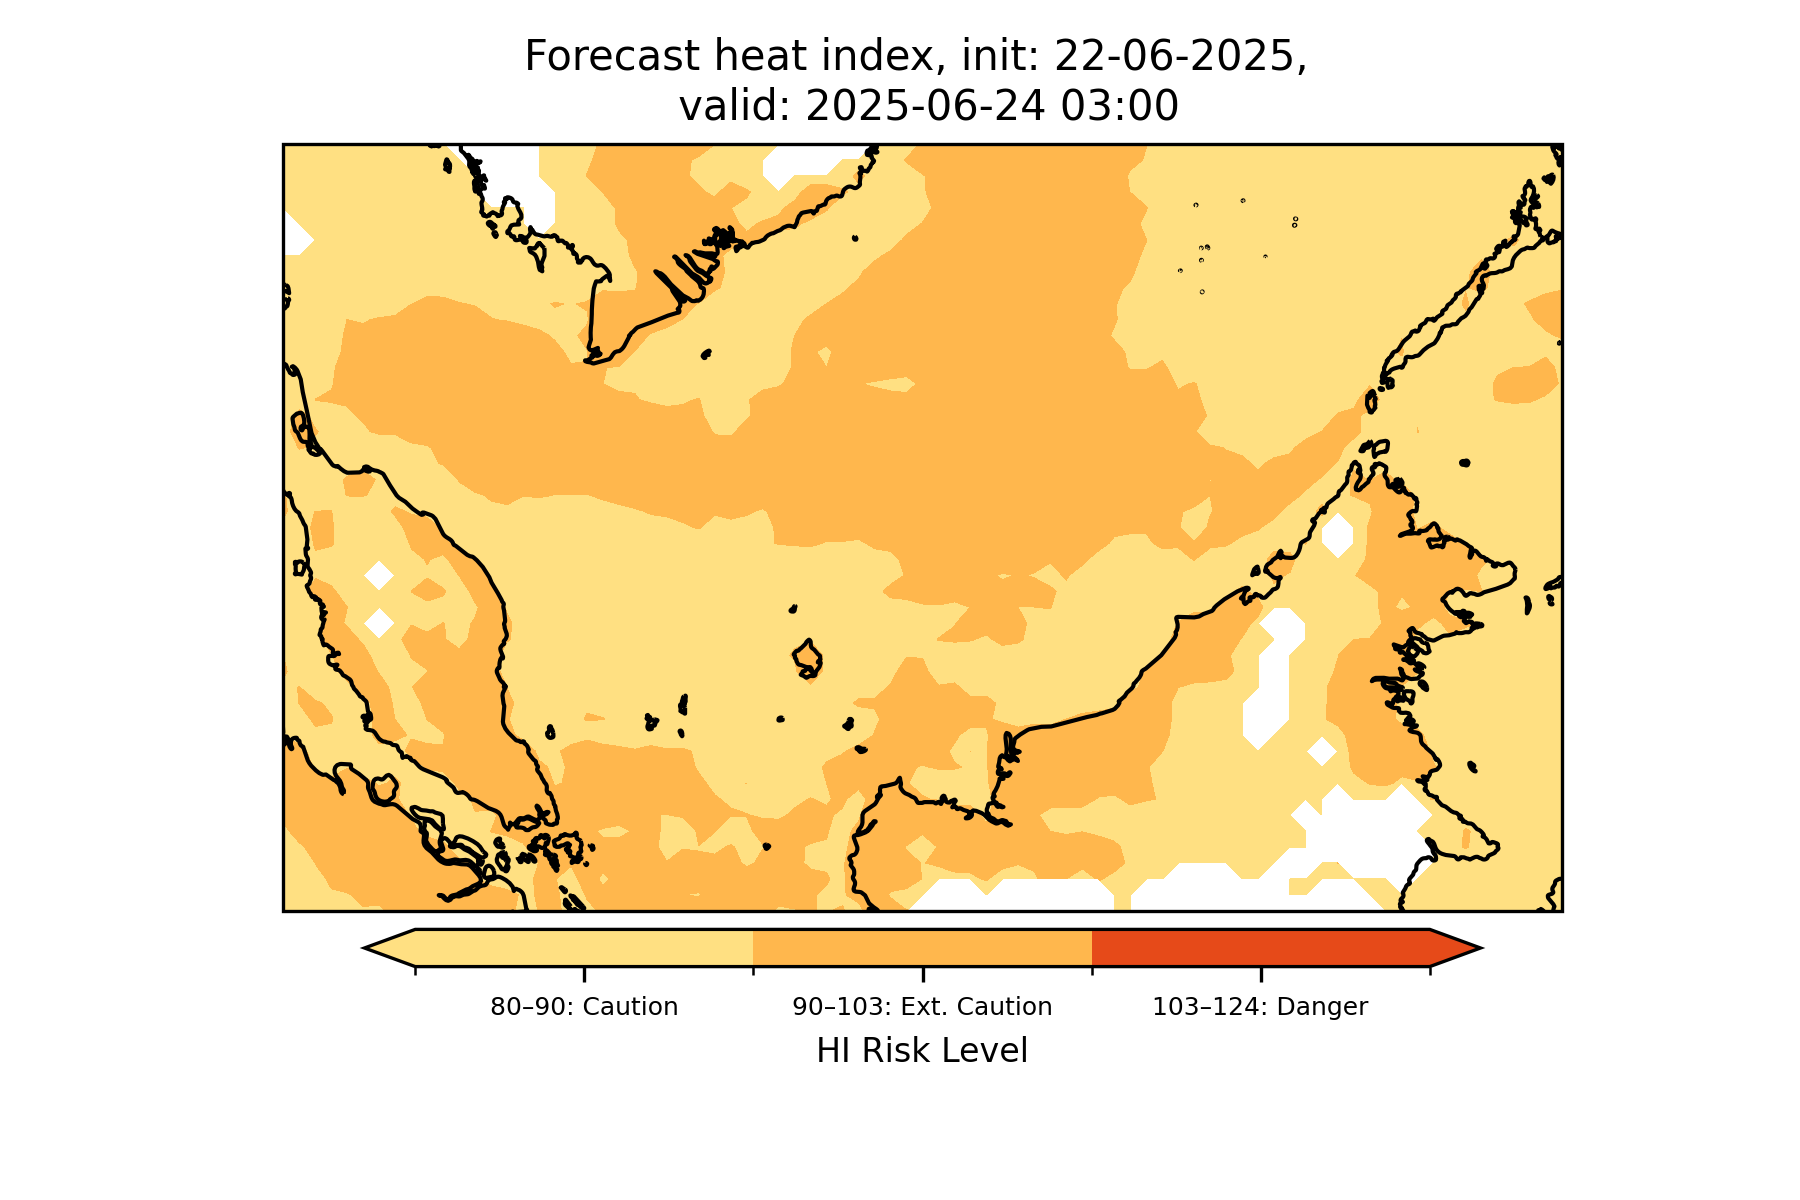 Forecast heat index, init: 22-06-2025,
valid: 2025-06-24 03:00
80–90: Caution
90–103: Ext. Caution
103–124: Danger
HI Risk Level